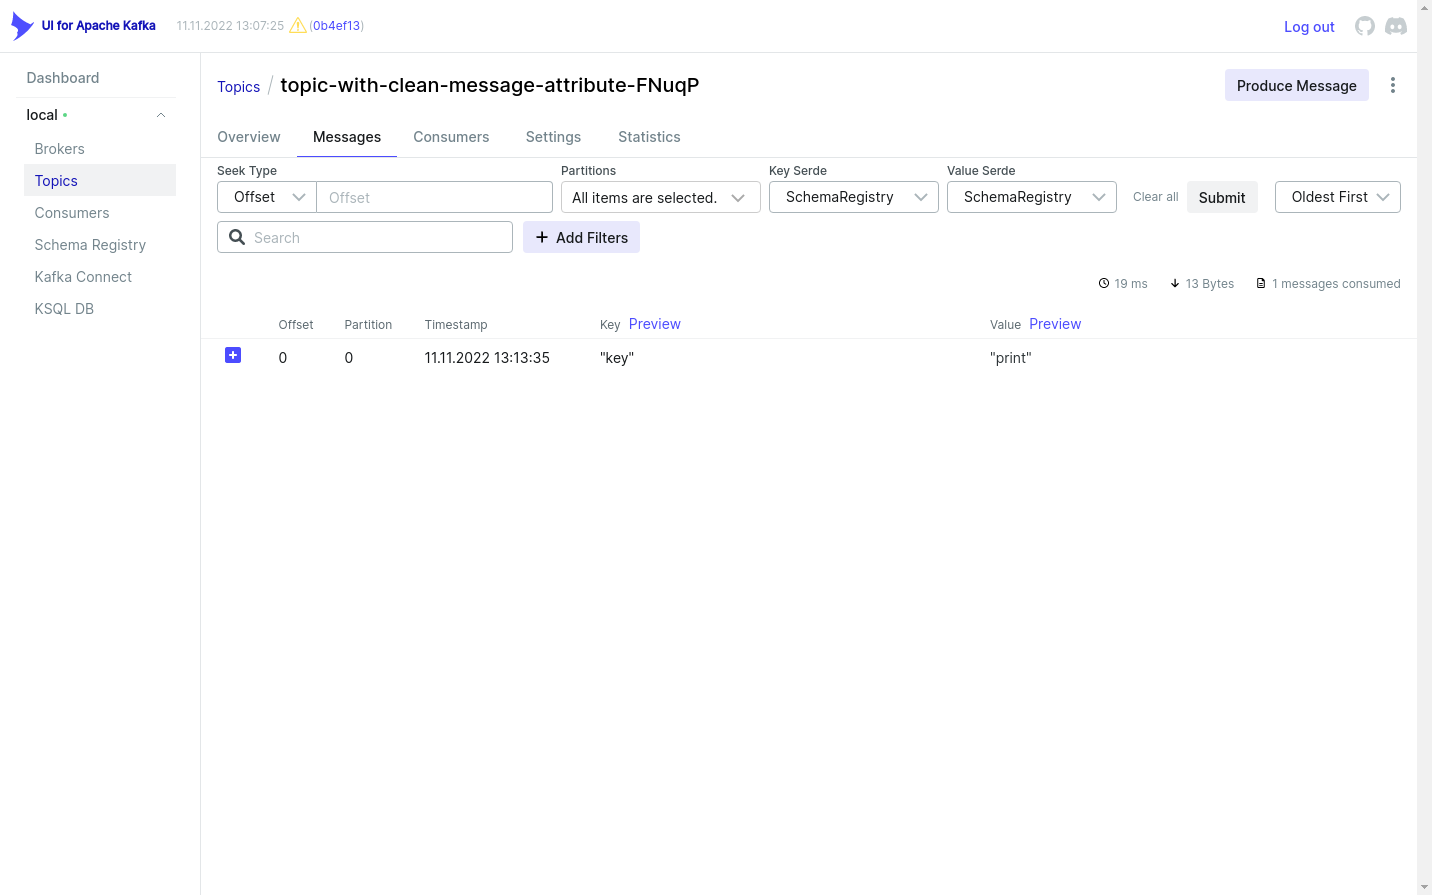 UI for Apache Kafka 11.11.2022 13:07:25 (0b4ef13) Log out
Dashboard
local
Brokers
Topics
Consumers
Schema Registry
Kafka Connect
KSQL DB
Topics / topic-with-clean-message-attribute-FNuqP Produce Message
Overview Messages Consumers Settings Statistics
Seek Type Partitions Key Serde Value Serde
Offset Offset All items are selected. SchemaRegistry SchemaRegistry Clear all Submit Oldest First
Search Add Filters
19 ms 13 Bytes 1 messages consumed
Offset Partition Timestamp Key Preview Value Preview
0 0 11.11.2022 13:13:35 "key" "print"